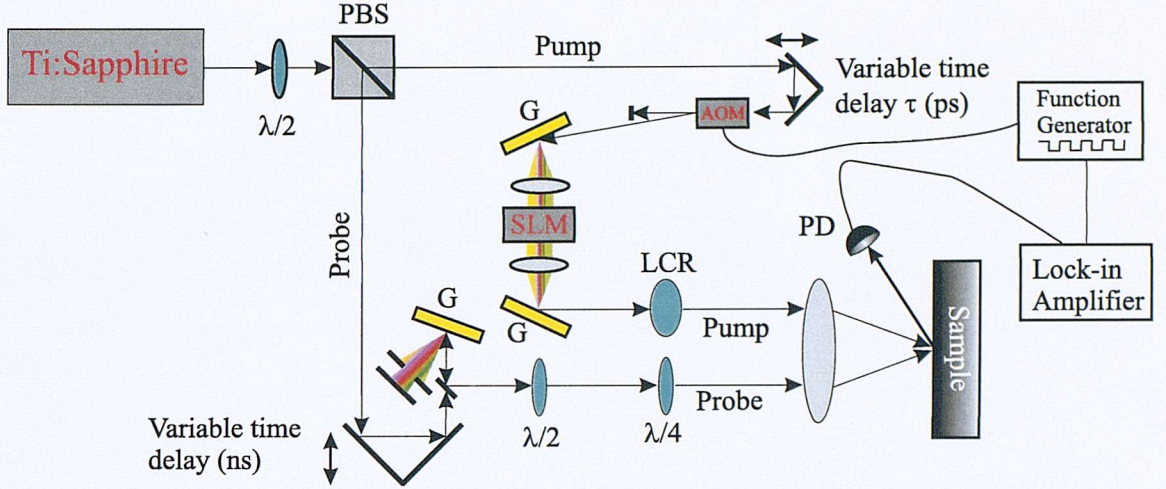 PBS
Ti:Sapphire
Pump
λ/2
Variable time
delay τ (ps)
G
AOM
Function
Generator
SLM
Probe
PD
LCR
Lock-in
Amplifier
G
G
Pump
Sample
Probe
λ/2
λ/4
Variable time
delay (ns)